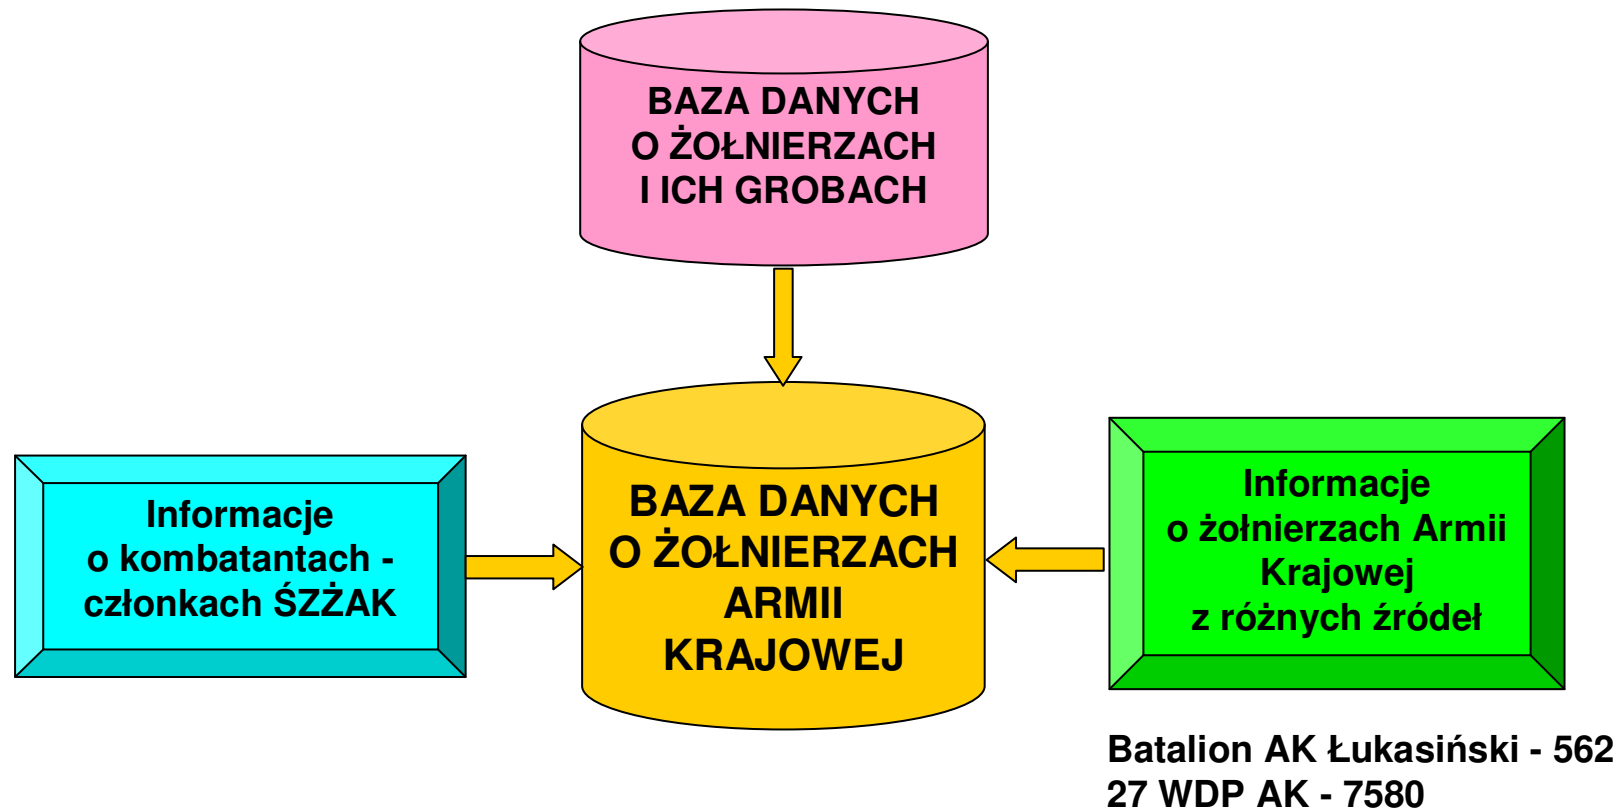 BAZA DANYCH
O ŻOŁNIERZACH
I ICH GROBACH
Informacje
o kombatantach -
członkach ŚZŻAK
BAZA DANYCH
O ŻOŁNIERZACH
ARMII
KRAJOWEJ
Informacje
o żołnierzach Armii
Krajowej
z różnych źródeł
Batalion AK Łukasiński - 562
27 WDP AK - 7580